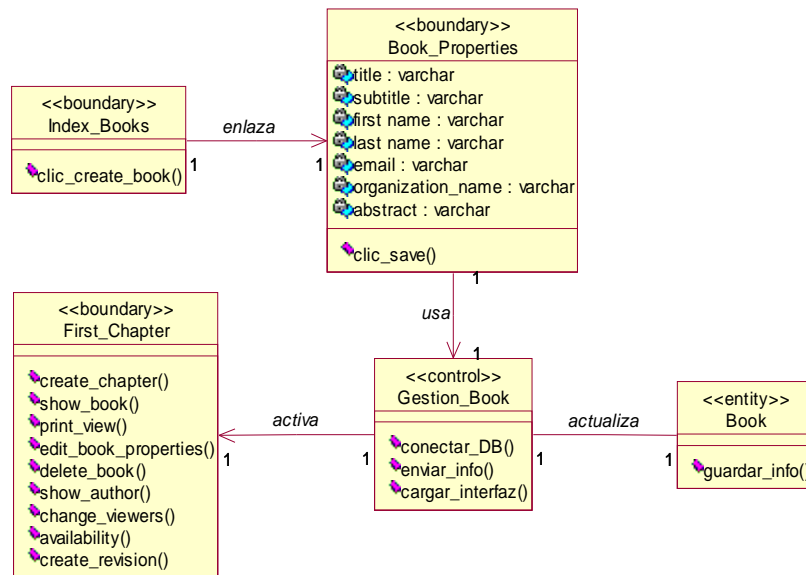 <<boundary>>
Book_Properties
title : varchar
subtitle : varchar
first name : varchar
last name : varchar
email : varchar
organization_name : varchar
abstract : varchar
clic_save()
<<boundary>>
Index_Books
clic_create_book()
enlaza
1
1
1
usa
1
<<boundary>>
First_Chapter
create_chapter()
show_book()
print_view()
edit_book_properties()
delete_book()
show_author()
change_viewers()
availability()
create_revision()
activa
1
1
<<control>>
Gestion_Book
conectar_DB()
enviar_info()
cargar_interfaz()
actualiza
1
1
<<entity>>
Book
guardar_info()